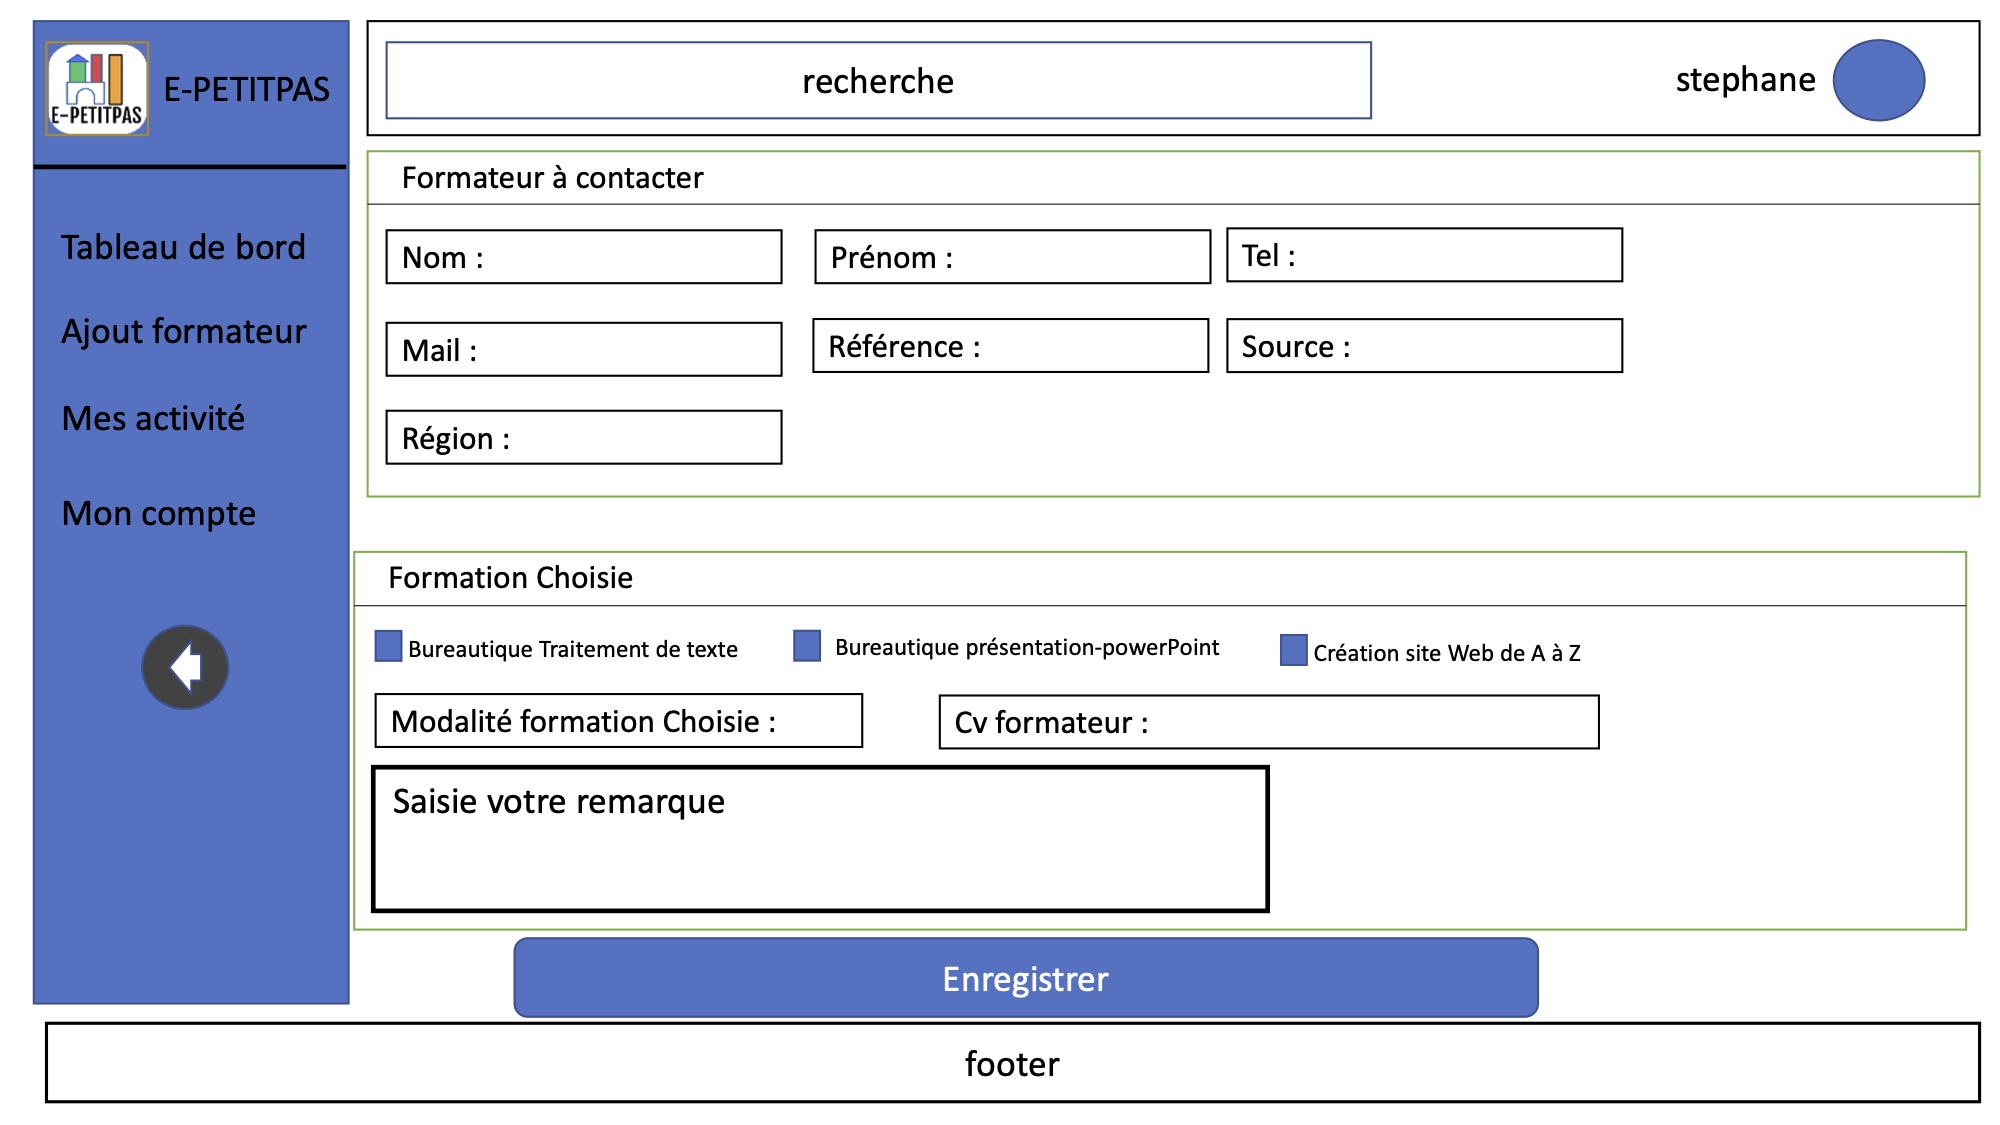 E-PETITPAS
E-PETITPAS
Tableau de bord
Ajout formateur
Mes activité
Mon compte
recherche
stephane
Formateur à contacter
Nom :
Prénom :
Tel :
Mail :
Référence :
Source :
Région :
Formation Choisie
Bureautique Traitement de texte
Bureautique présentation-powerPoint
Création site Web de A à Z
Modalité formation Choisie :
Cv formateur :
Saisie votre remarque
Enregistrer
footer